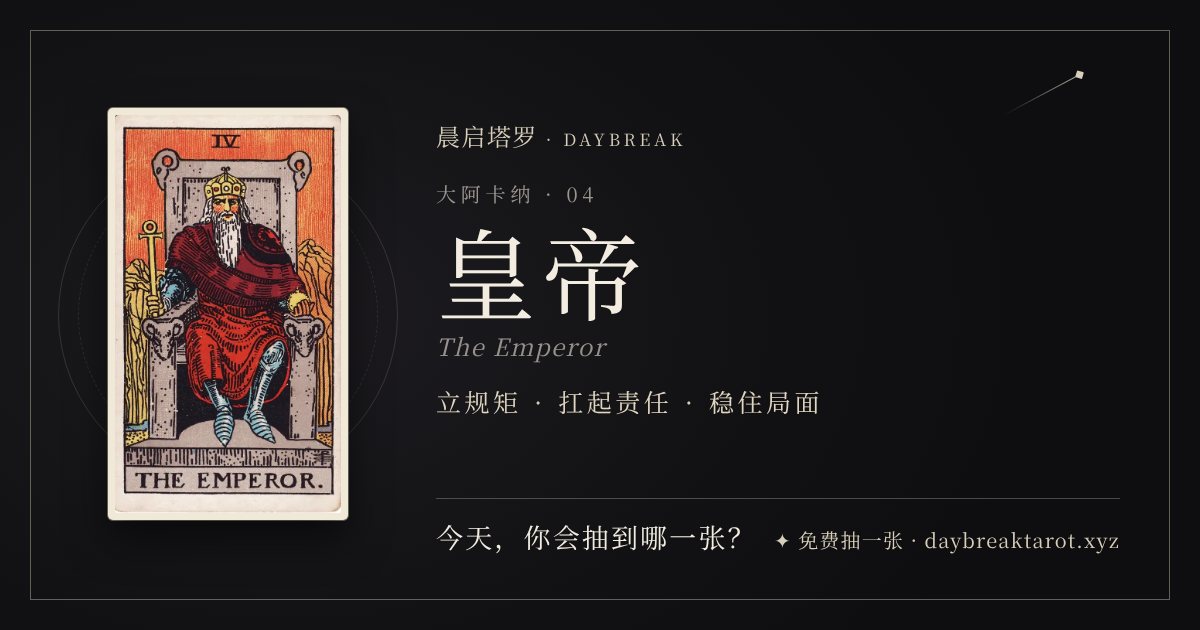 IV
THE EMPEROR.
晨启塔罗 · DAYBREAK
大阿卡纳 · 04
皇帝
The Emperor
立规矩 · 扛起责任 · 稳住局面
今天，你会抽到哪一张？ ✦ 免费抽一张 · daybreaktarot.xyz